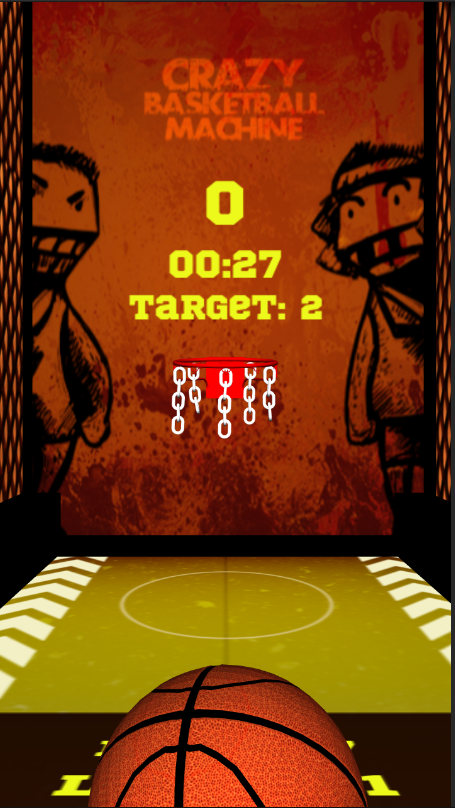 CRAZY
BASKETBALL
MACHINE
0
00:27
TARGET: 2